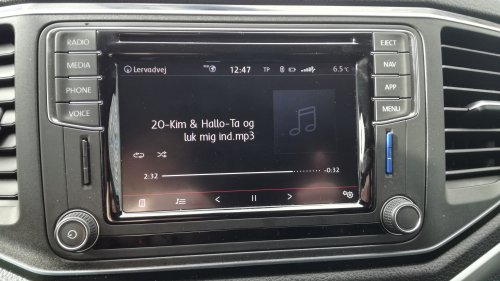 RADIO
MEDIA
PHONE
VOICE
EJECT
NAV
APP
MENU
Lervadvej
12:47
TP
6.5°C
20-Kim & Hallo-Ta og
luk mig ind.mp3
2:32
-0:32